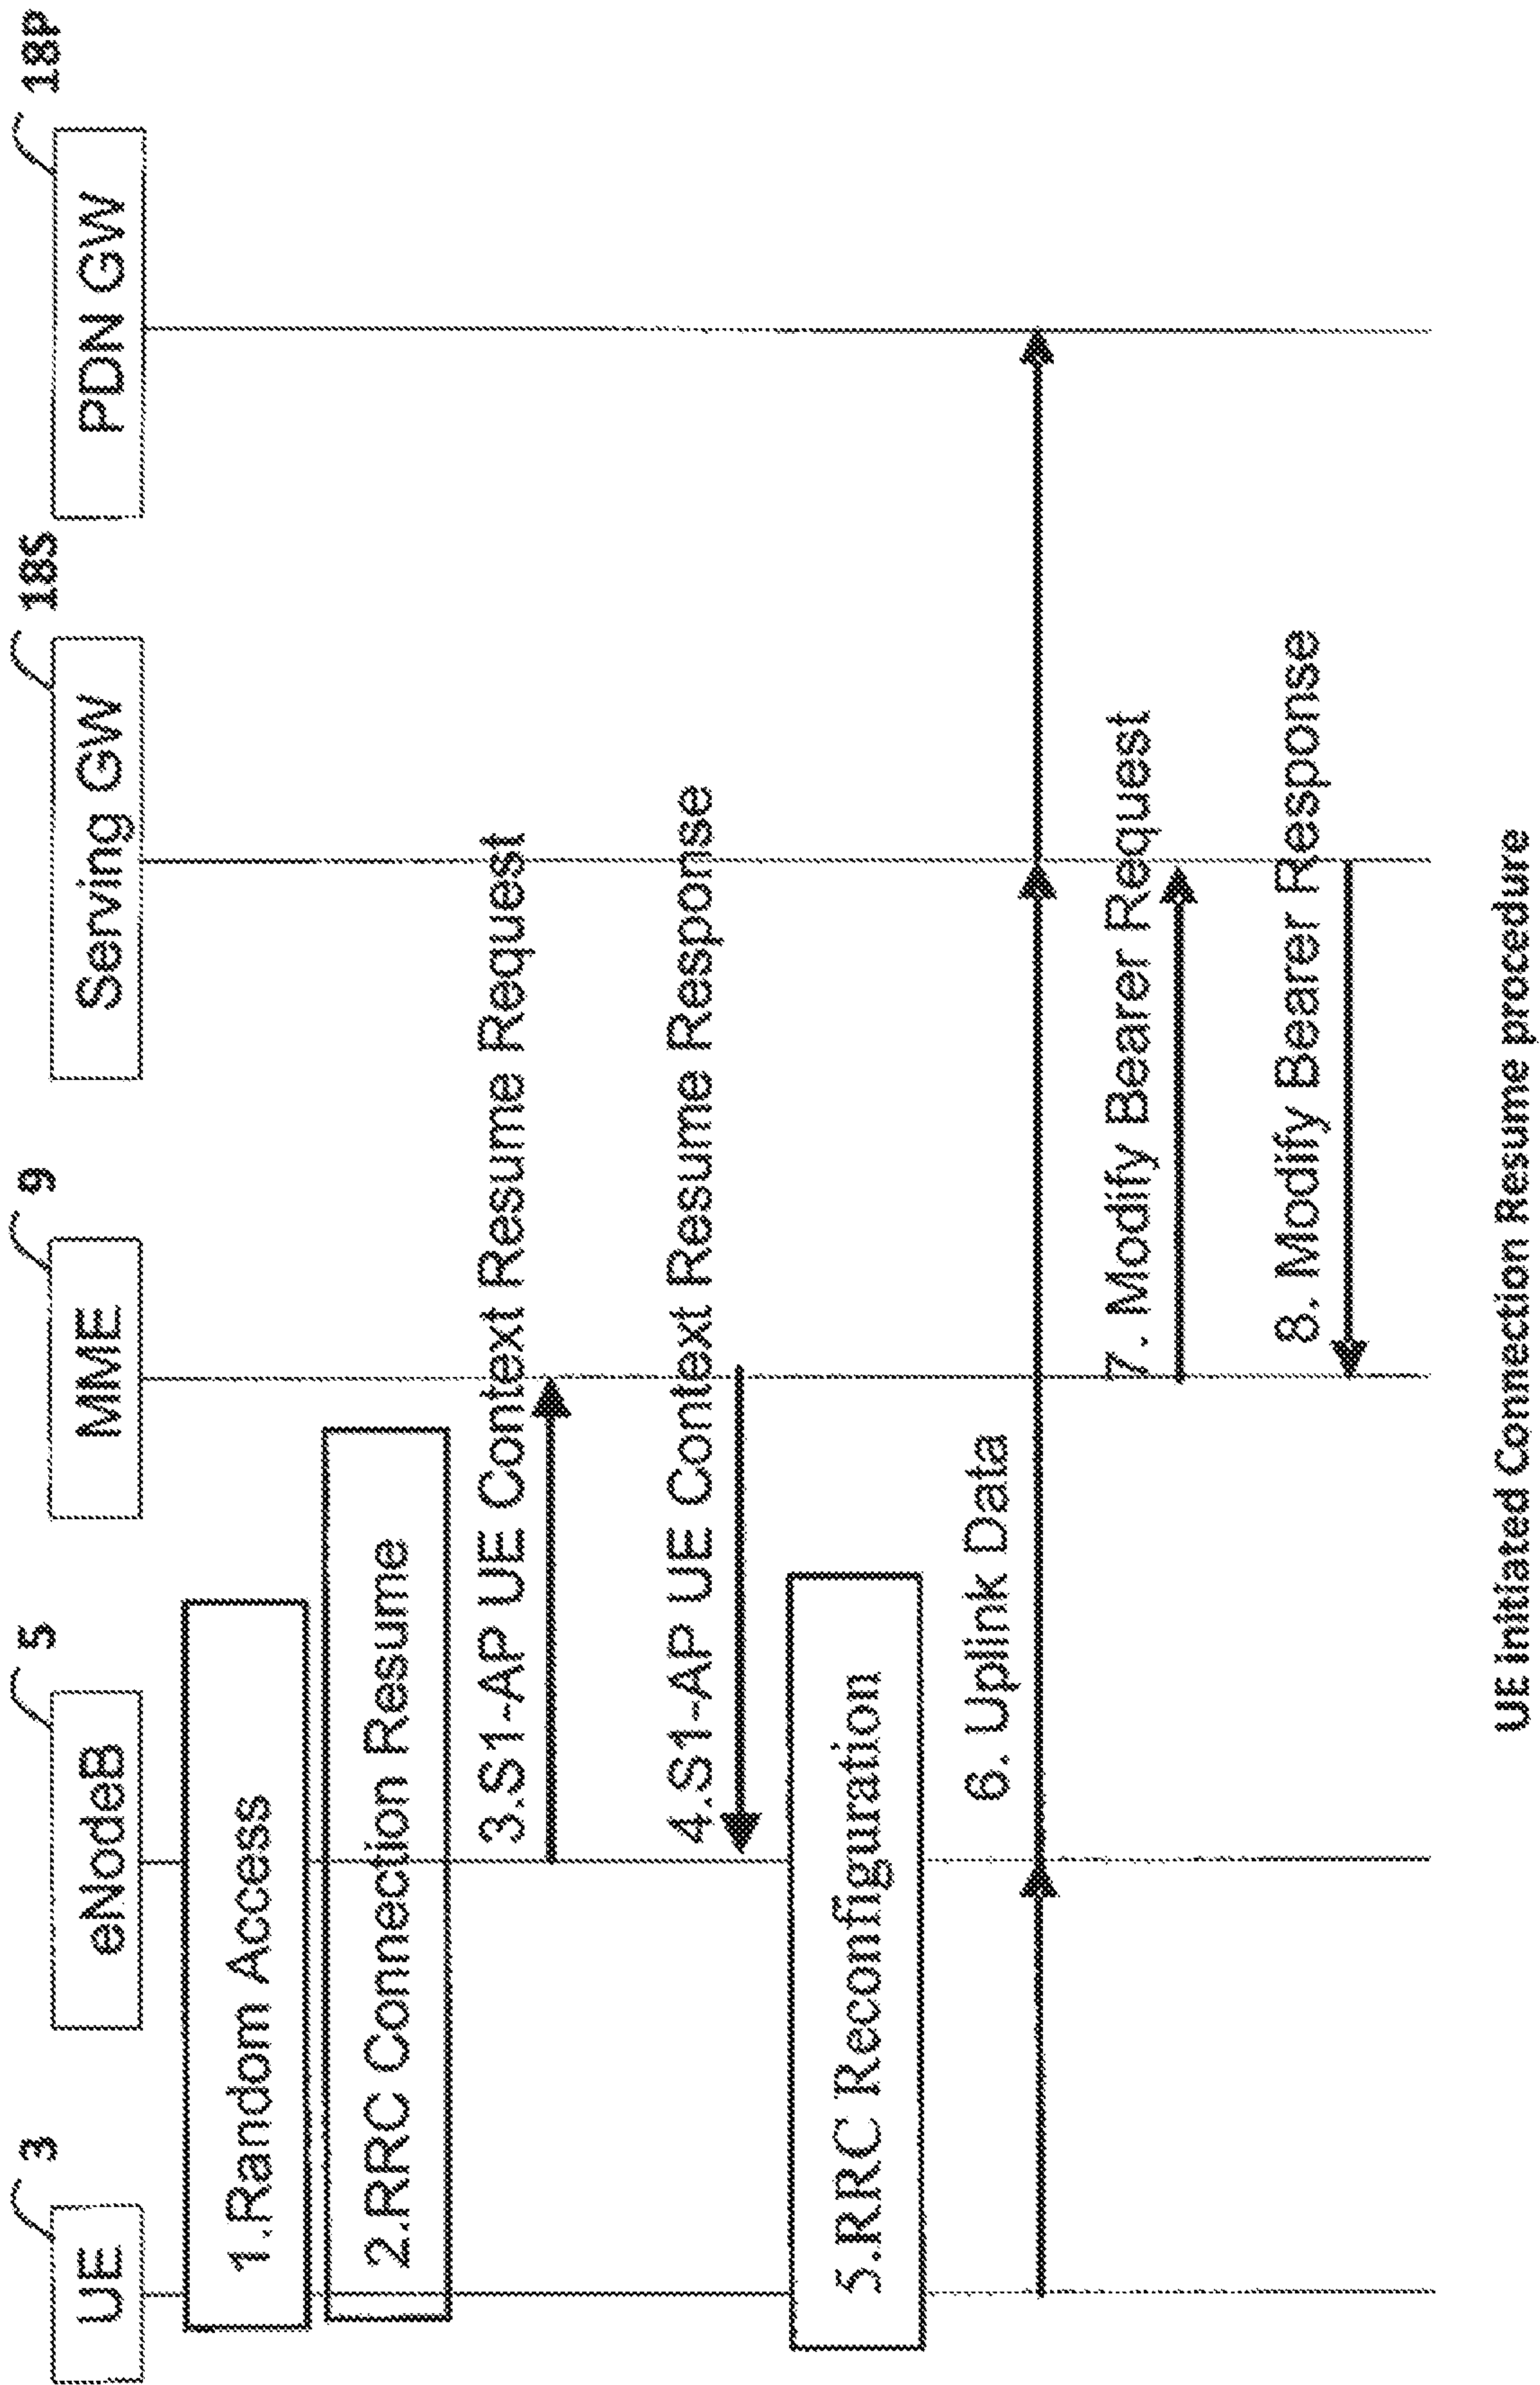 3
5
9
18S
18P
UE
eNodeB
MME
Serving GW
PDN GW
1.Random Access
2.RRC Connection Resume
3.S1-AP UE Context Resume Request
4.S1-AP UE Context Resume Response
5.RRC Reconfiguration
6. Uplink Data
7. Modify Bearer Request
8. Modify Bearer Response
UE initiated Connection Resume procedure